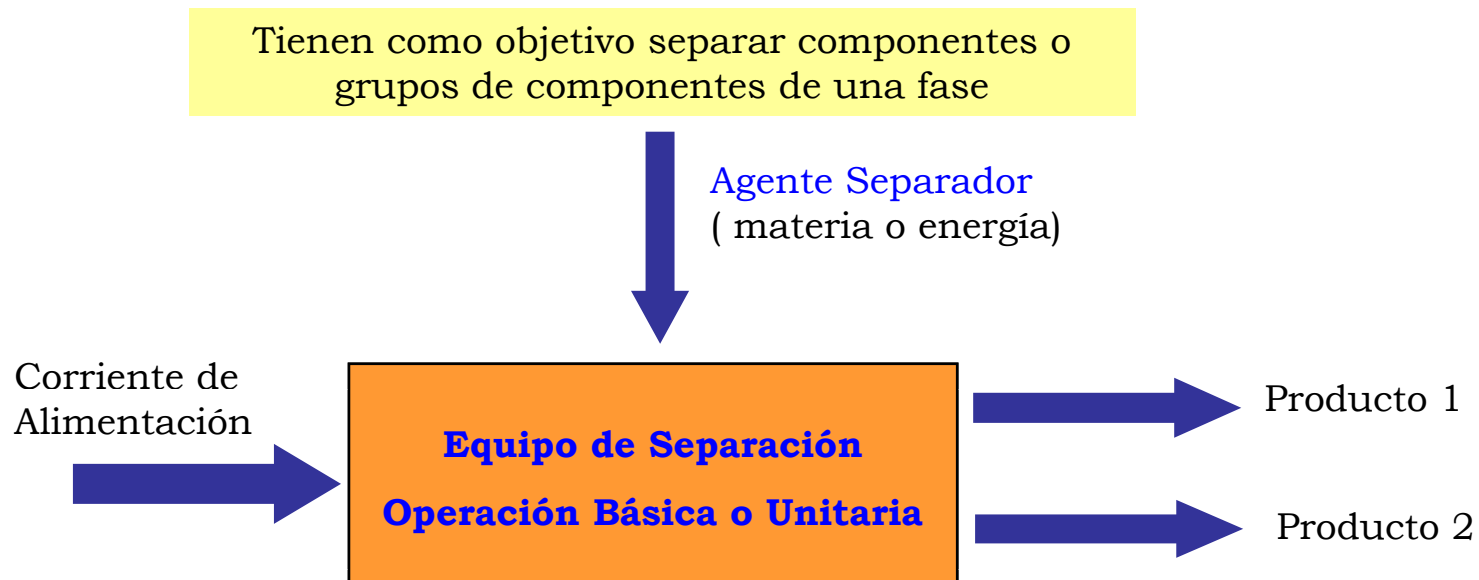 Tienen como objetivo separar componentes o
grupos de componentes de una fase
Agente Separador
( materia o energía)
Corriente de
Alimentación
Equipo de Separación
Operación Básica o Unitaria
Producto 1
Producto 2